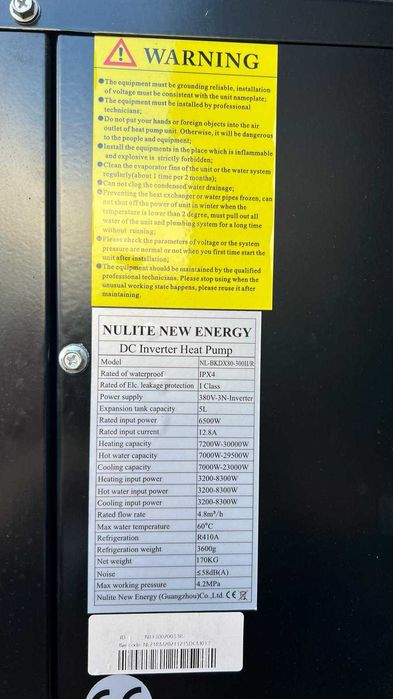 WARNING
●The equipment must be grounding reliable, installation
of voltage must be consistent with the unit nameplate;
●The equipment must be installed by professional
technicians;
●Do not put your hands or foreign objects into the air
outlet of heat pump unit. Otherwise, it will be dangerous
to the people and equipment;
●Install the equipments in the place which is inflammable
and explosive is strictly forbidden;
●Clean the evaporator fins of the unit or the water system
regularly(about 1 time per 2 months);
●Can not clog the condensed water drainage;
●Preventing the heat exchanger or water pipes frozen, can
not shut off the power of unit in winter when the
temperature is lower than 2 degree, must pull out all
water of the unit and plumbing system for a long time
without running;
●Please check the parameters of voltage or the system
pressure are normal or not when you first time start the
unit after installation;
●The equipment should be maintained by the qualified
professional technicians. Please stop using when the
unusual working state happens, please reuse it after
maintaining.
NULITE NEW ENERGY
DC Inverter Heat Pump
Model NL-BKDX80-300II/R
Rated of waterproof IPX4
Rated of Elc. leakage protection I Class
Power supply 380V-3N-Inverter
Expansion tank capacity 5L
Rated input power 6500W
Rated input current 12.8A
Heating capacity 7200W-30000W
Hot water capacity 7000W-29500W
Cooling capacity 7000W-23000W
Heating input power 3200-8300W
Hot water input power 3200-8300W
Cooling input power 3200-8300W
Rated flow rate 4.8m³/h
Max water temperature 60°C
Refrigeration R410A
Refrigeration weight 3600g
Net weight 170KG
Noise ≤58dB(A)
Max working pressure 4.2MPa
Nulite New Energy (Guangzhou)Co.,Ltd. CE
ID
Bar code:
CE